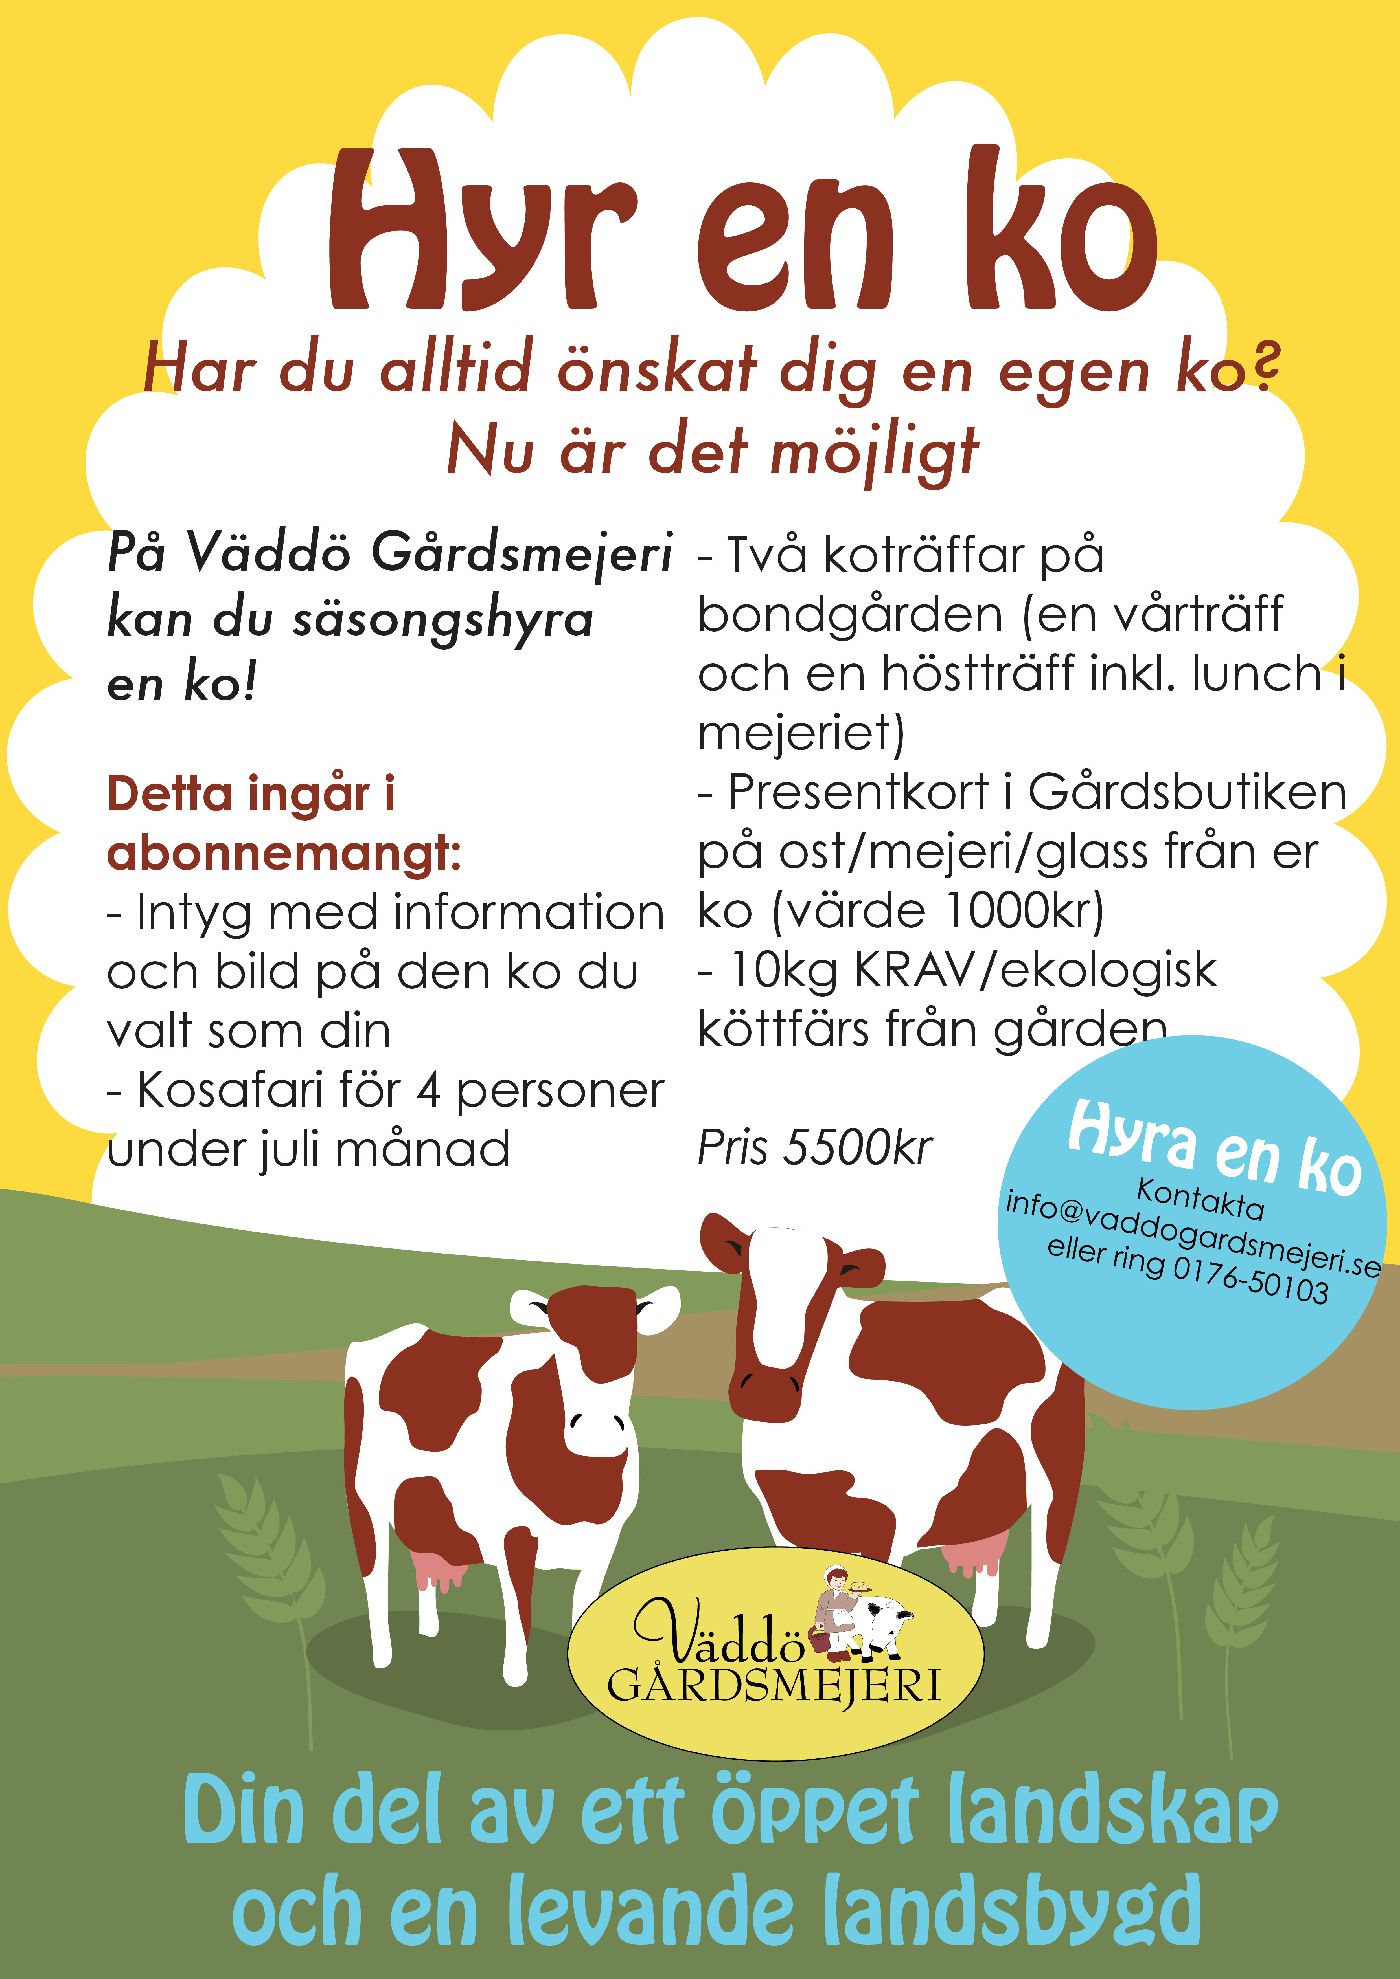 Hyr en ko
Har du alltid önskat dig en egen ko?
Nu är det möjligt
På Väddö Gårdsmejeri
kan du säsongshyra
en ko!
Detta ingår i
abonnemangt:
- Intyg med information
och bild på den ko du
valt som din
- Kosafari för 4 personer
under juli månad
- Två koträffar på
bondgården (en vårträff
och en höstträff inkl. lunch i
mejeriet)
- Presentkort i Gårdsbutiken
på ost/mejeri/glass från er
ko (värde 1000kr)
- 10kg KRAV/ekologisk
köttfärs från gården
Pris 5500kr
Hyra en ko
Kontakta
info@vaddogardsmejeri.se
eller ring 0176-50103
Väddö
GÅRDSMEJERI
Din del av ett öppet landskap
och en levande landsbygd